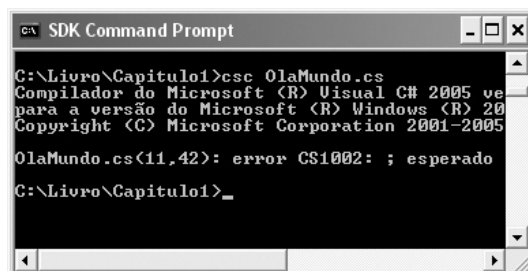 SDK Command Prompt
C:\Livro\Capitulo1>csc OlaMundo.cs
Compilador do Microsoft (R) Visual C# 2005 ve
para a versão do Microsoft (R) Windows (R) 20
Copyright (C) Microsoft Corporation 2001-2005
OlaMundo.cs(11,42): error CS1002: ; esperado
C:\Livro\Capitulo1>_